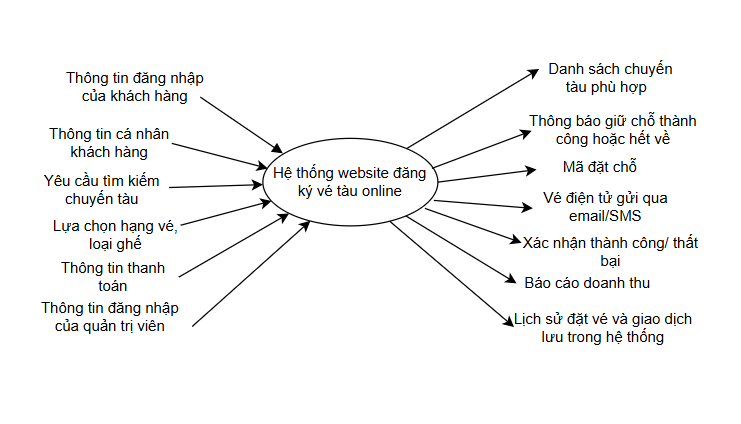 Thông tin đăng nhập
của khách hàng
Thông tin cá nhân
khách hàng
Yêu cầu tìm kiếm
chuyến tàu
Lựa chọn hạng vé,
loại ghế
Thông tin thanh
toán
Thông tin đăng nhập
của quản trị viên
Hệ thống website đăng
ký vé tàu online
Danh sách chuyến
tàu phù hợp
Thông báo giữ chỗ thành
công hoặc hết về
Mã đặt chỗ
Vé điện tử gửi qua
email/SMS
Xác nhận thành công/ thất
bại
Báo cáo doanh thu
Lịch sử đặt vé và giao dịch
lưu trong hệ thống